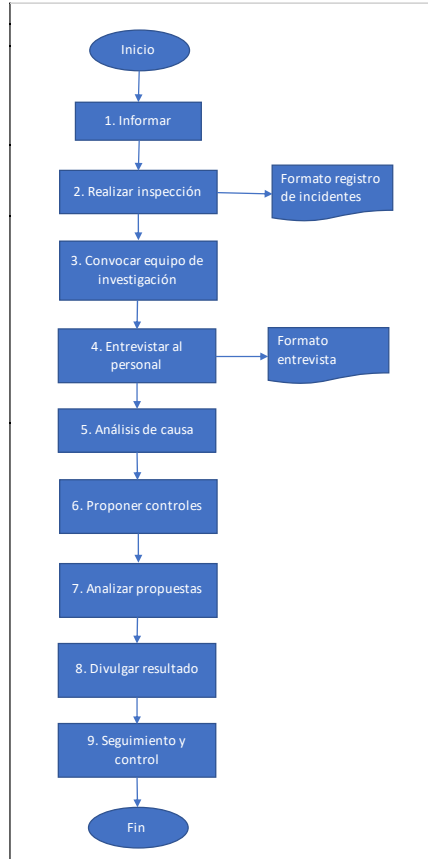 Inicio
1. Informar
2. Realizar inspección
Formato registro
de incidentes
3. Convocar equipo de
investigación
4. Entrevistar al
personal
Formato
entrevista
5. Análisis de causa
6. Proponer controles
7. Analizar propuestas
8. Divulgar resultado
9. Seguimiento y
control
Fin